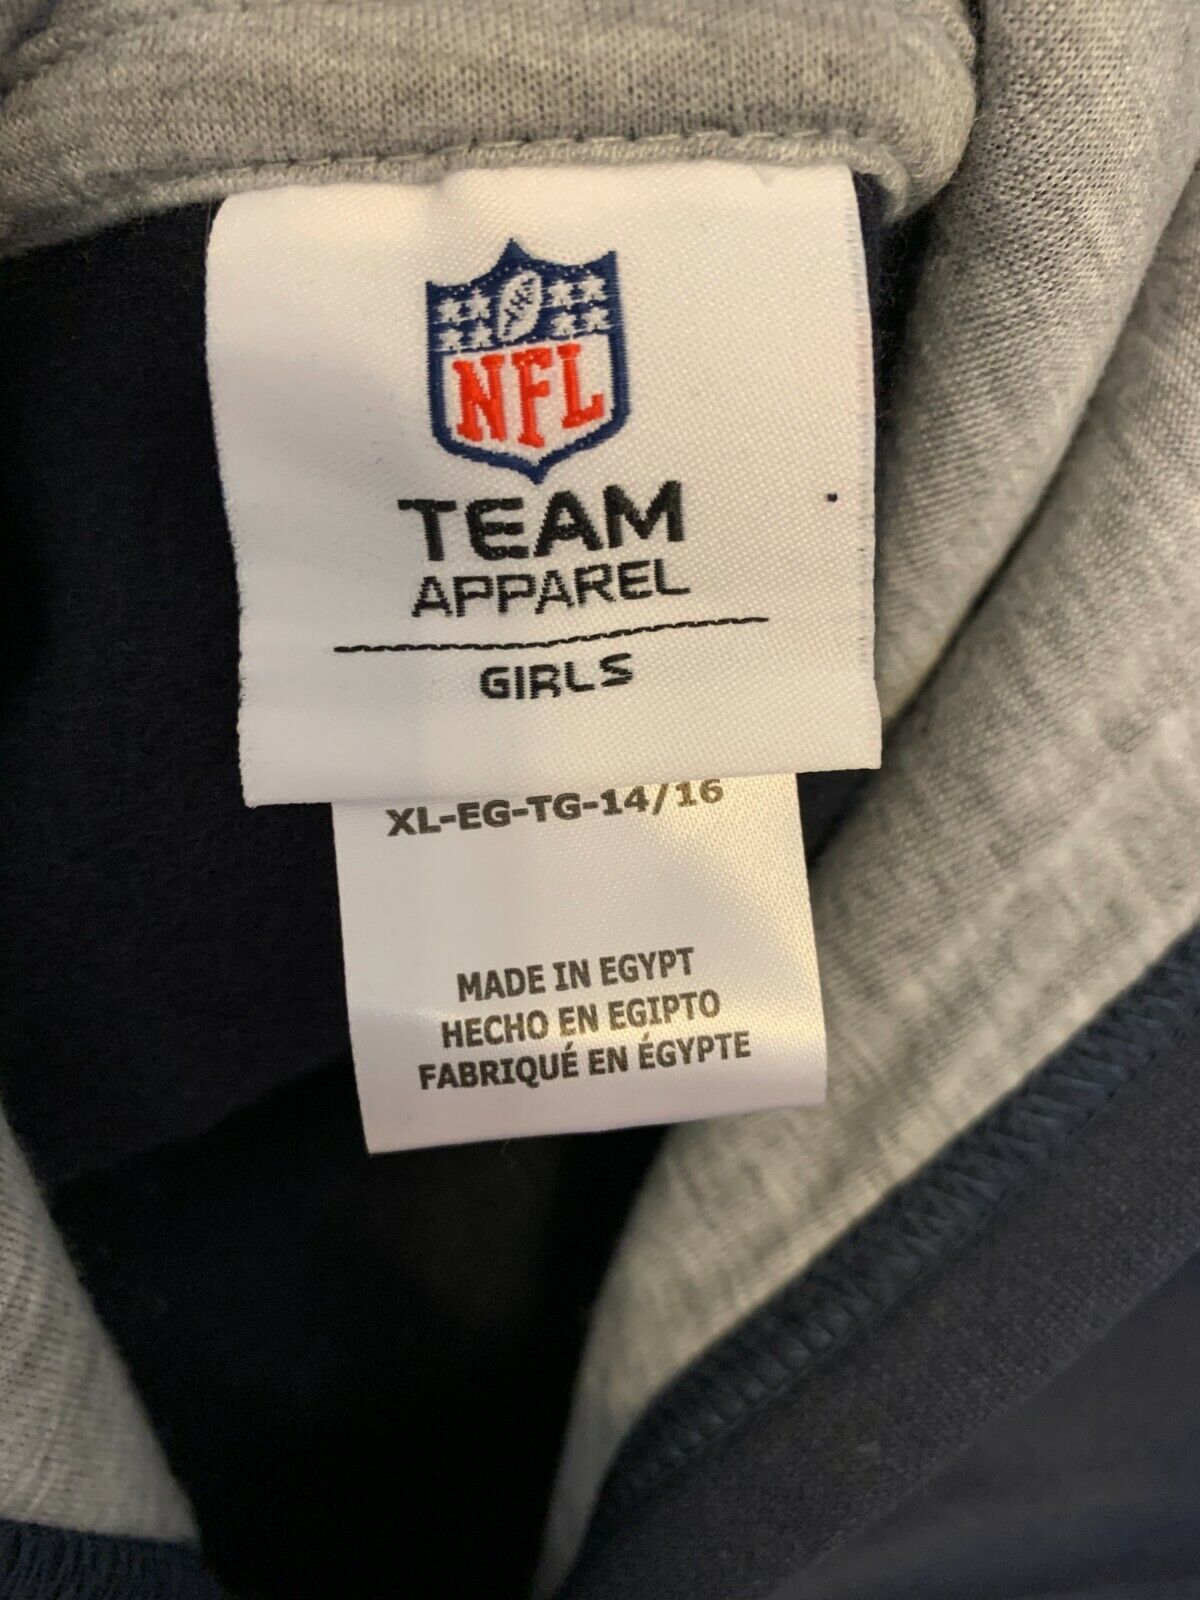 NFL
TEAM
APPAREL
GIRLS
XL-EG-TG-14/16
MADE IN EGYPT
HECHO EN EGIPTO
FABRIQUÉ EN ÉGYPTE